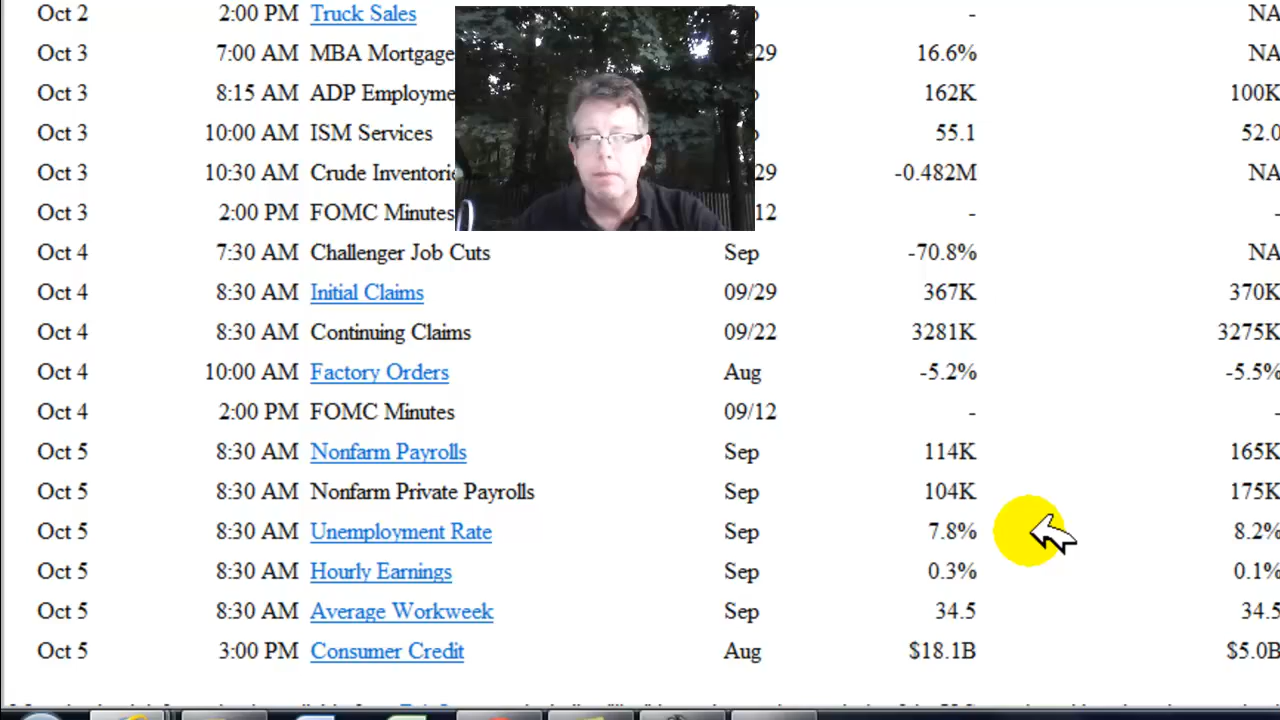 Oct 2 2:00 PM Truck Sales - NA
Oct 3 7:00 AM MBA Mortgage 29 16.6% NA
Oct 3 8:15 AM ADP Employme 162K 100K
Oct 3 10:00 AM ISM Services 55.1 52.0
Oct 3 10:30 AM Crude Inventorie 29 -0.482M NA
Oct 3 2:00 PM FOMC Minutes 12 - -
Oct 4 7:30 AM Challenger Job Cuts Sep -70.8% NA
Oct 4 8:30 AM Initial Claims 09/29 367K 370K
Oct 4 8:30 AM Continuing Claims 09/22 3281K 3275K
Oct 4 10:00 AM Factory Orders Aug -5.2% -5.5%
Oct 4 2:00 PM FOMC Minutes 09/12 - -
Oct 5 8:30 AM Nonfarm Payrolls Sep 114K 165K
Oct 5 8:30 AM Nonfarm Private Payrolls Sep 104K 175K
Oct 5 8:30 AM Unemployment Rate Sep 7.8% 8.2%
Oct 5 8:30 AM Hourly Earnings Sep 0.3% 0.1%
Oct 5 8:30 AM Average Workweek Sep 34.5 34.5
Oct 5 3:00 PM Consumer Credit Aug $18.1B $5.0B